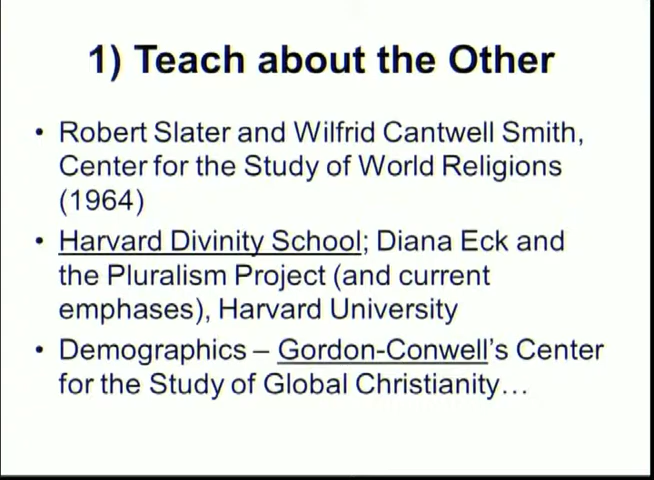 1) Teach about the Other
• Robert Slater and Wilfrid Cantwell Smith,
Center for the Study of World Religions
(1964)
• Harvard Divinity School; Diana Eck and
the Pluralism Project (and current
emphases), Harvard University
• Demographics – Gordon-Conwell's Center
for the Study of Global Christianity…